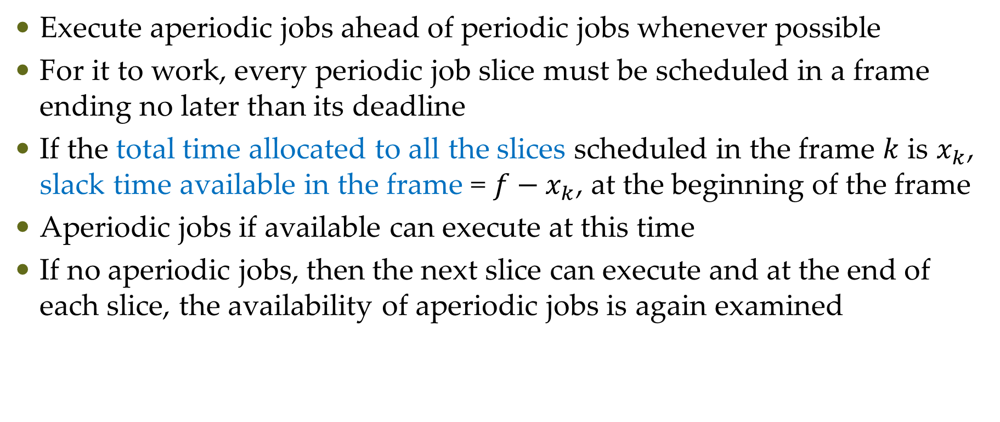 • Execute aperiodic jobs ahead of periodic jobs whenever possible
• For it to work, every periodic job slice must be scheduled in a frame
ending no later than its deadline
• If the total time allocated to all the slices scheduled in the frame k is xₖ,
slack time available in the frame = f − xₖ, at the beginning of the frame
• Aperiodic jobs if available can execute at this time
• If no aperiodic jobs, then the next slice can execute and at the end of
each slice, the availability of aperiodic jobs is again examined